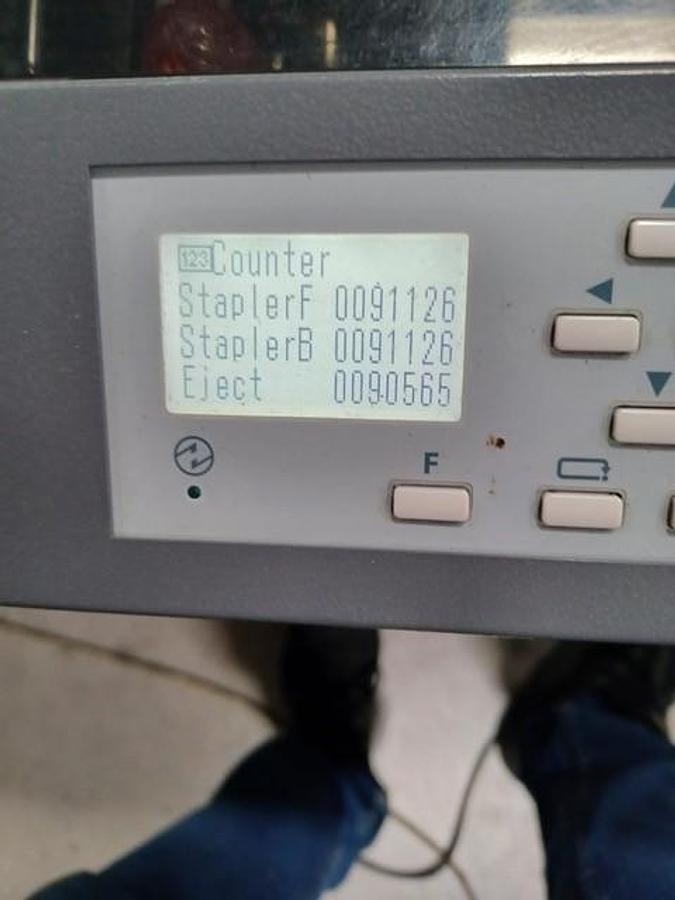 123 Counter
StaplerF 0091126
StaplerB 0091126
Eject 0090565
F